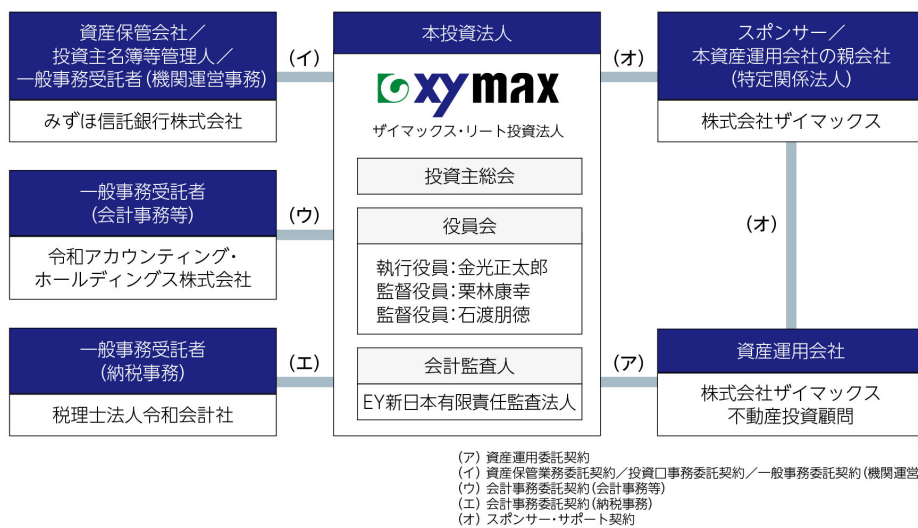 資産保管会社／
投資主名簿等管理人／
一般事務受託者(機関運営事務)
みずほ信託銀行株式会社
(イ)
一般事務受託者
(会計事務等)
令和アカウンティング・
ホールディングス株式会社
(ウ)
一般事務受託者
(納税事務)
税理士法人令和会計社
(エ)
本投資法人
xymax
ザイマックス・リート投資法人
投資主総会
役員会
執行役員：金光正太郎
監督役員：栗林康幸
監督役員：石渡朋徳
会計監査人
EY新日本有限責任監査法人
(オ)
スポンサー／
本資産運用会社の親会社
(特定関係法人)
株式会社ザイマックス
(オ)
(ア)
資産運用会社
株式会社ザイマックス
不動産投資顧問
(ア) 資産運用委託契約
(イ) 資産保管業務委託契約／投資口事務委託契約／一般事務委託契約(機関運営
(ウ) 会計事務委託契約(会計事務等)
(エ) 会計事務委託契約(納税事務)
(オ) スポンサー・サポート契約